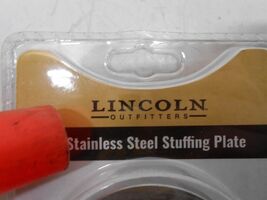 LINCOLN
OUTFITTERS
Stainless Steel Stuffing Plate